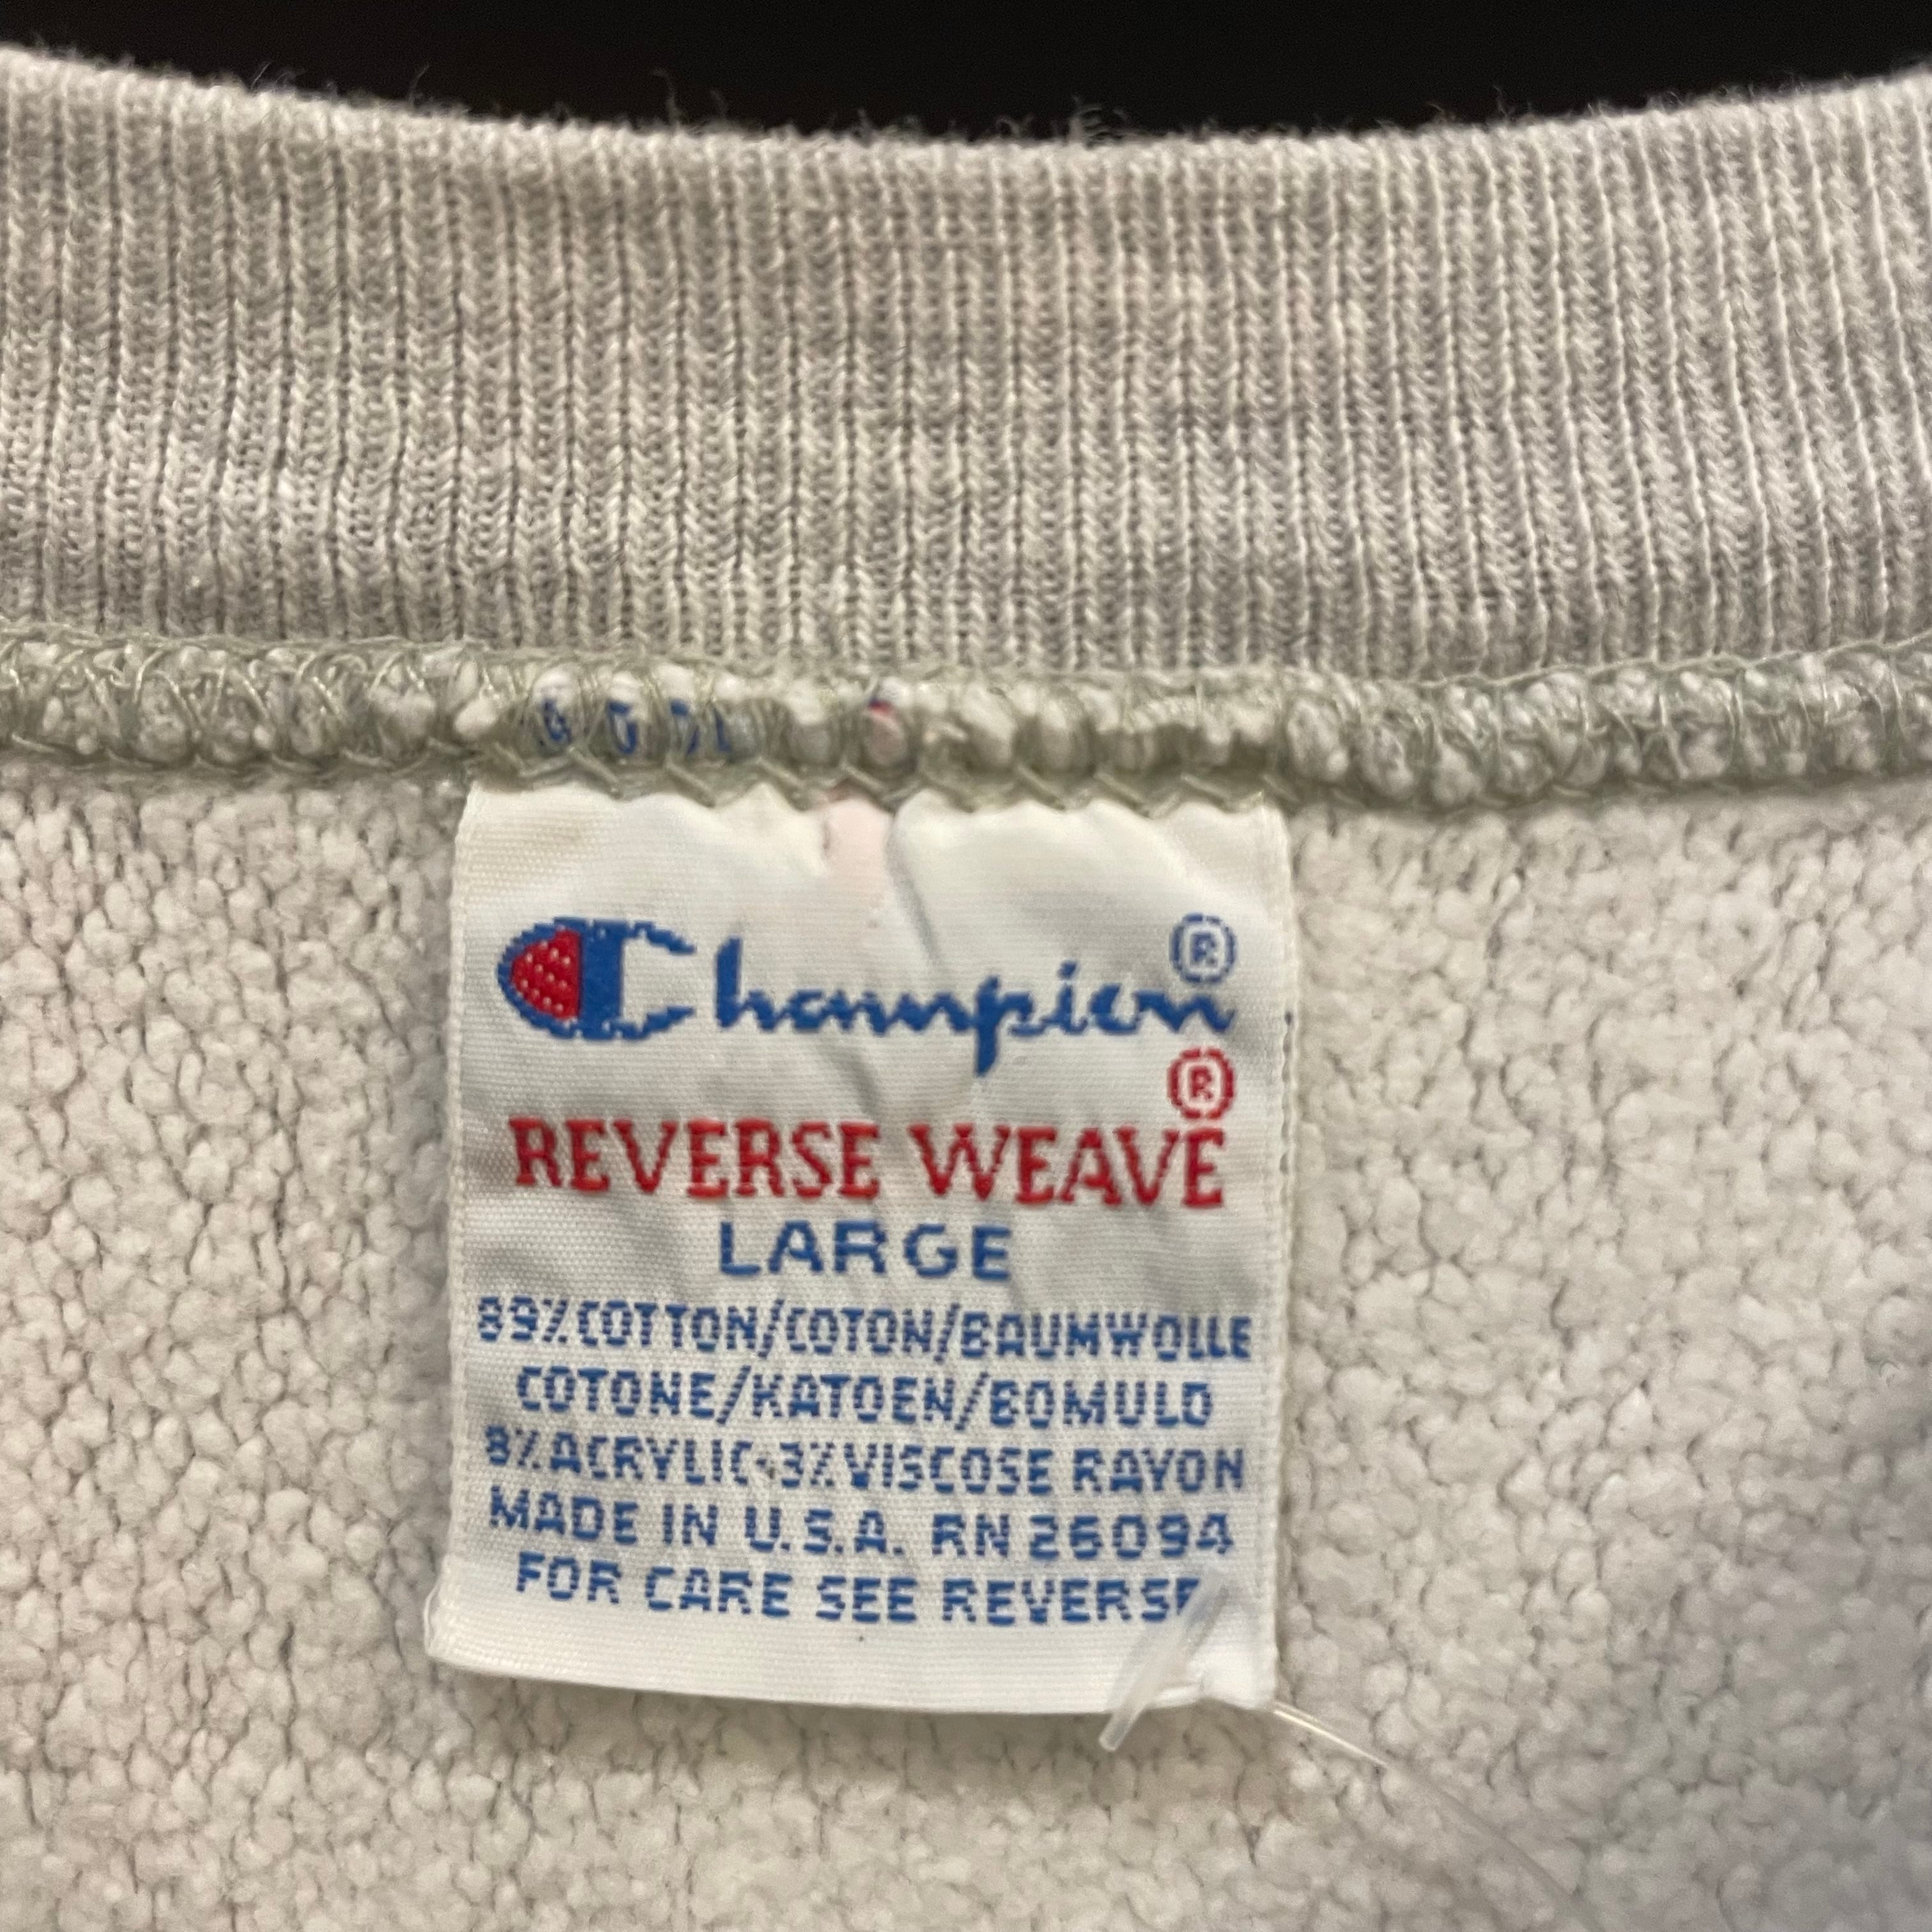 Champion®
®
REVERSE WEAVE
LARGE
89% COTTON/COTON/BAUMWOLLE
COTONE/KATOEN/BOMULD
8% ACRYLIC-3% VISCOSE RAYON
MADE IN U.S.A. RN 26094
FOR CARE SEE REVERSE